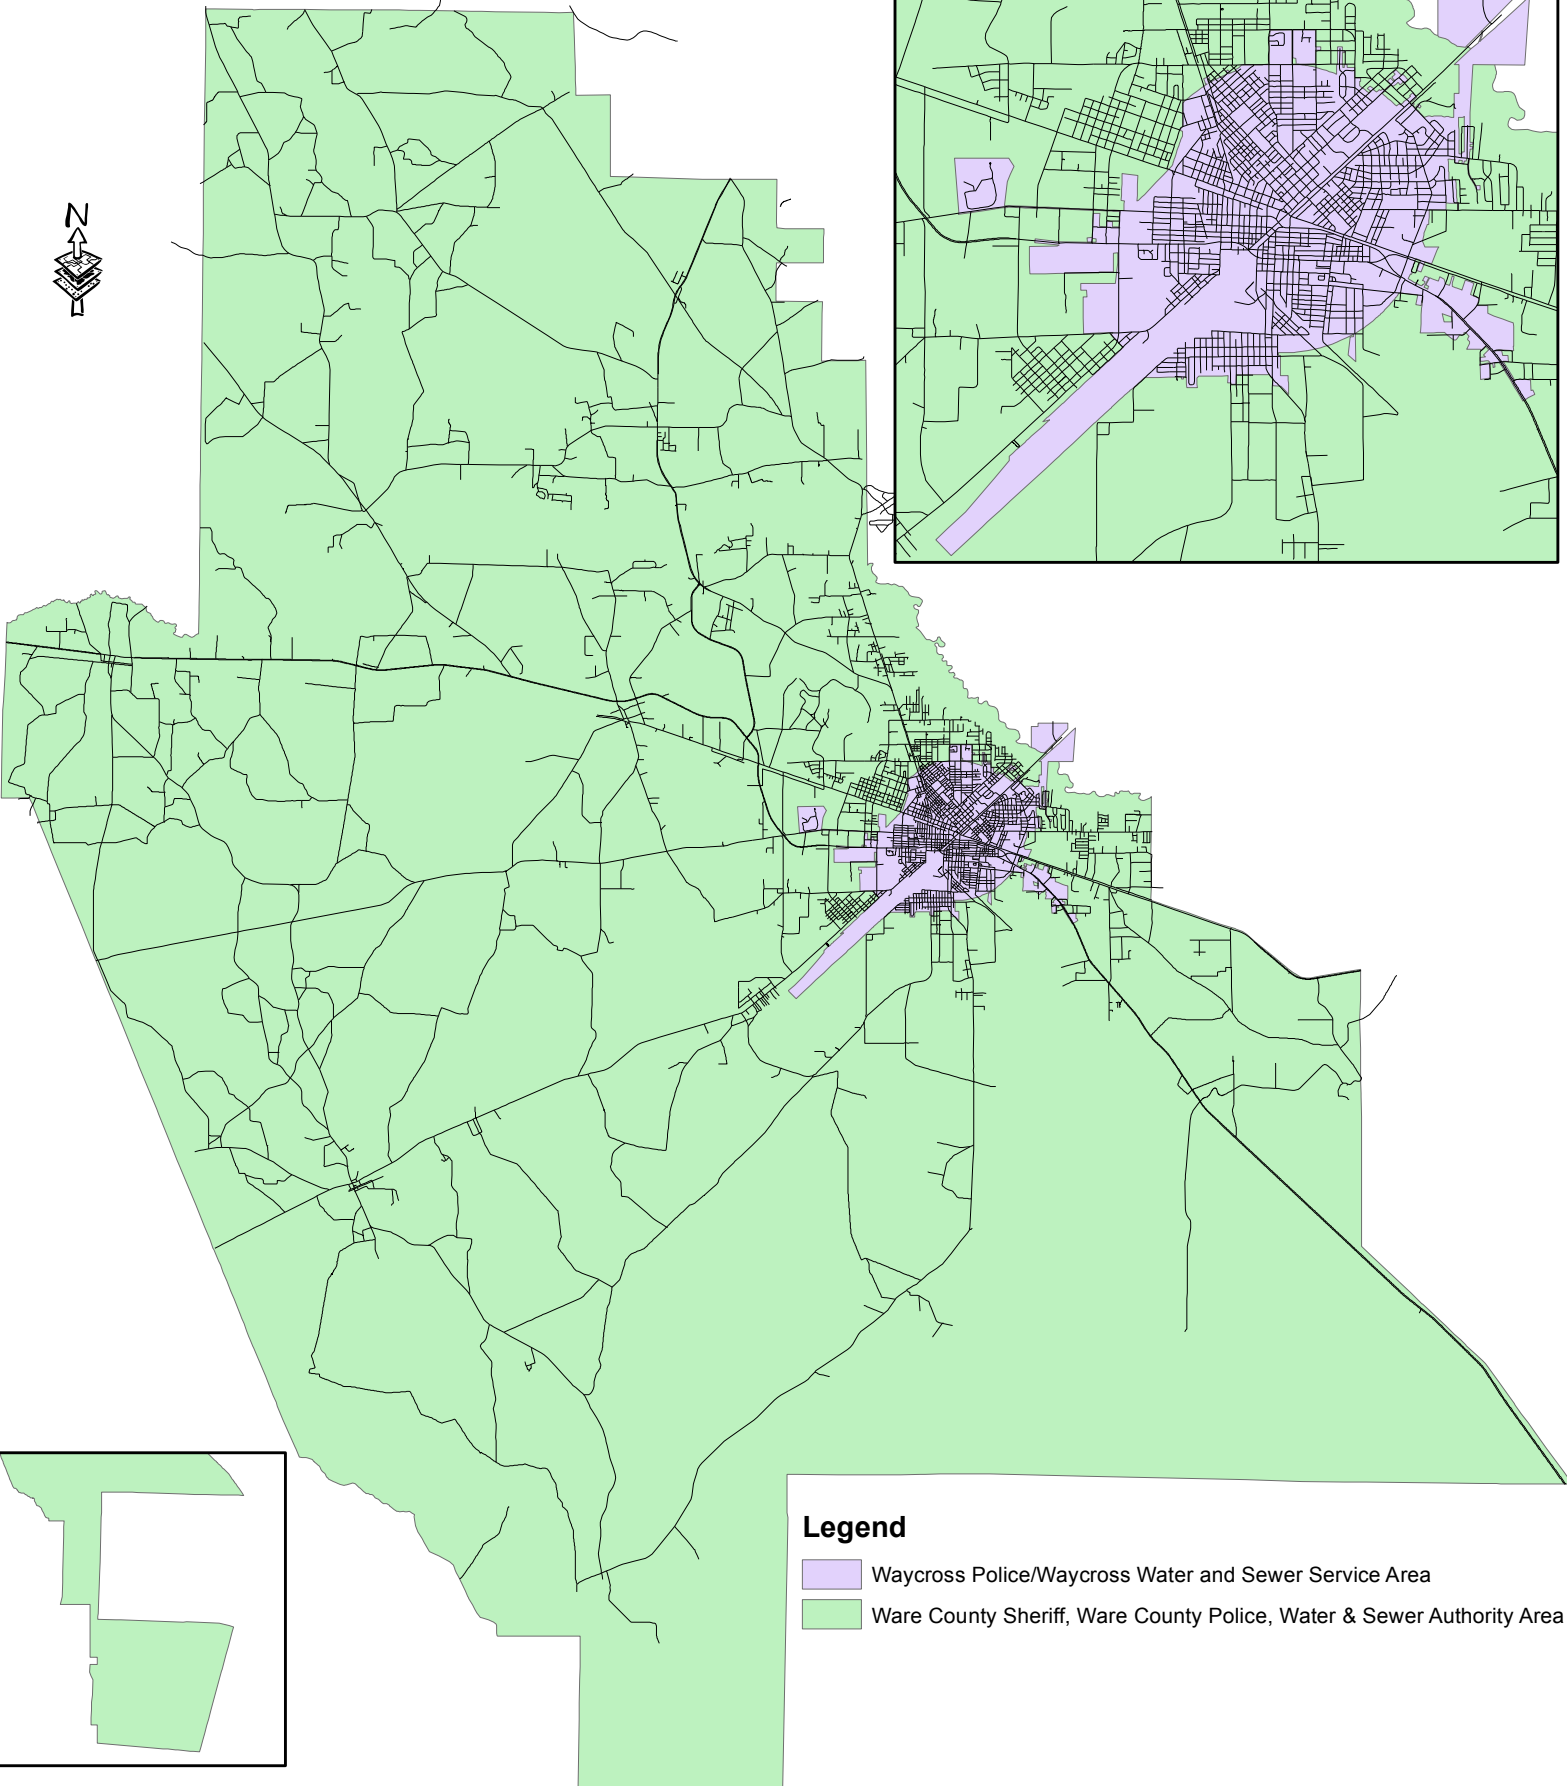 N
Legend
Waycross Police/Waycross Water and Sewer Service Area
Ware County Sheriff, Ware County Police, Water & Sewer Authority Area